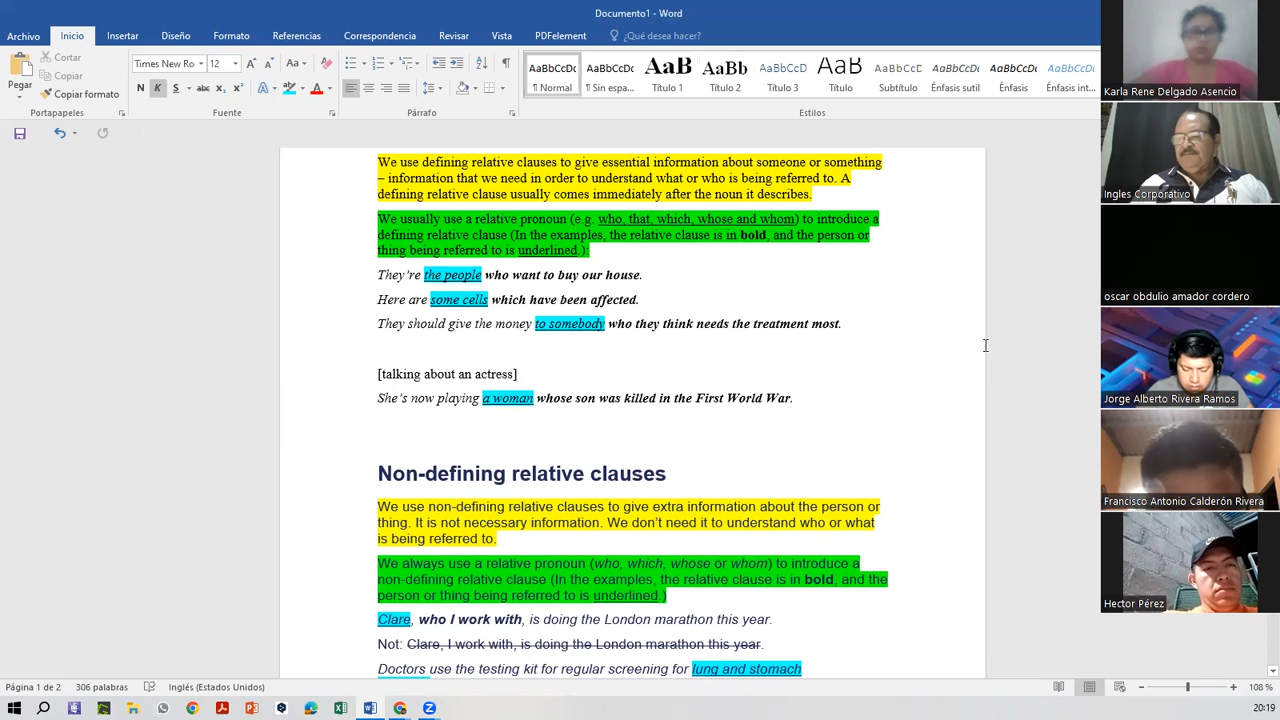 Documento1 - Word
Archivo Inicio Insertar Diseño Formato Referencias Correspondencia Revisar Vista PDFelement ¿Qué desea hacer?
Pegar
Cortar
Copiar
Copiar formato
Times New Ro 12
AaBbCcDc AaBbCcDc AaB AaBb AaBbCcD AaB AaBbCcD AaBbCcDc AaBbCcDc AaBbCcDc
¶ Normal ¶ Sin espa... Título 1 Título 2 Título 3 Título Subtítulo Énfasis sutil Énfasis Énfasis int...
Portapapeles Fuente Párrafo Estilos
We use defining relative clauses to give essential information about someone or something
– information that we need in order to understand what or who is being referred to. A
defining relative clause usually comes immediately after the noun it describes.
We usually use a relative pronoun (e.g. who, that, which, whose and whom) to introduce a
defining relative clause (In the examples, the relative clause is in bold, and the person or
thing being referred to is underlined.):
They’re the people who want to buy our house.
Here are some cells which have been affected.
They should give the money to somebody who they think needs the treatment most.
[talking about an actress]
She’s now playing a woman whose son was killed in the First World War.
Non-defining relative clauses
We use non-defining relative clauses to give extra information about the person or
thing. It is not necessary information. We don’t need it to understand who or what
is being referred to.
We always use a relative pronoun (who, which, whose or whom) to introduce a
non-defining relative clause (In the examples, the relative clause is in bold, and the
person or thing being referred to is underlined.)
Clare, who I work with, is doing the London marathon this year.
Not: Clare, I work with, is doing the London marathon this year.
Doctors use the testing kit for regular screening for lung and stomach
Página 1 de 2 306 palabras Inglés (Estados Unidos) 108 %
20:19
Karla Rene Delgado Asencio
Ingles Corporativo
oscar obdulio amador cordero
Jorge Alberto Rivera Ramos
Francisco Antonio Calderón Rivera
Hector Pérez